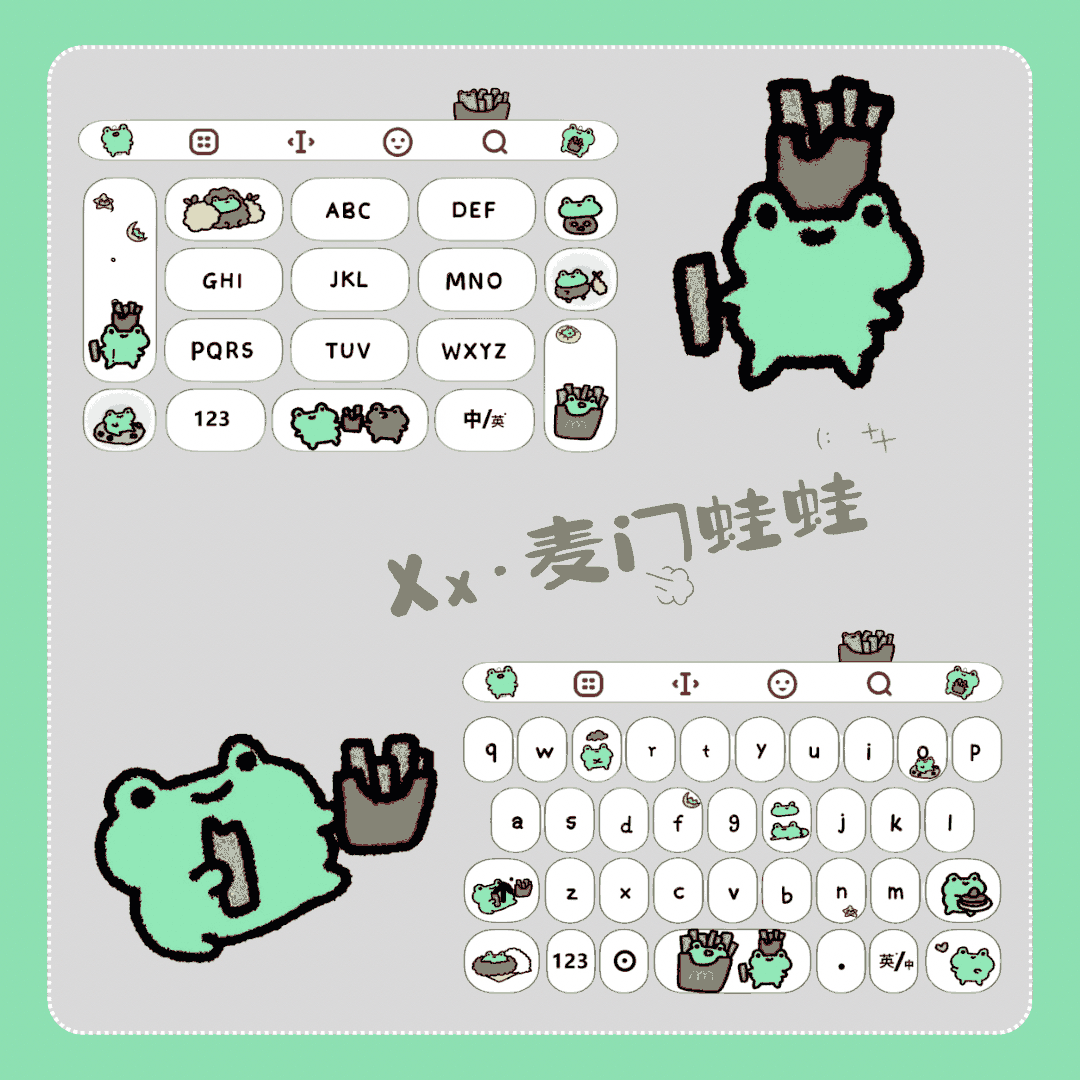 ABC DEF
GHI JKL MNO
PQRS TUV WXYZ
123 中/英
(:
Xx·麦门蛙蛙
q w r t y u i o p
a s d f g j k l
z x c v b n m
123 . 英/中